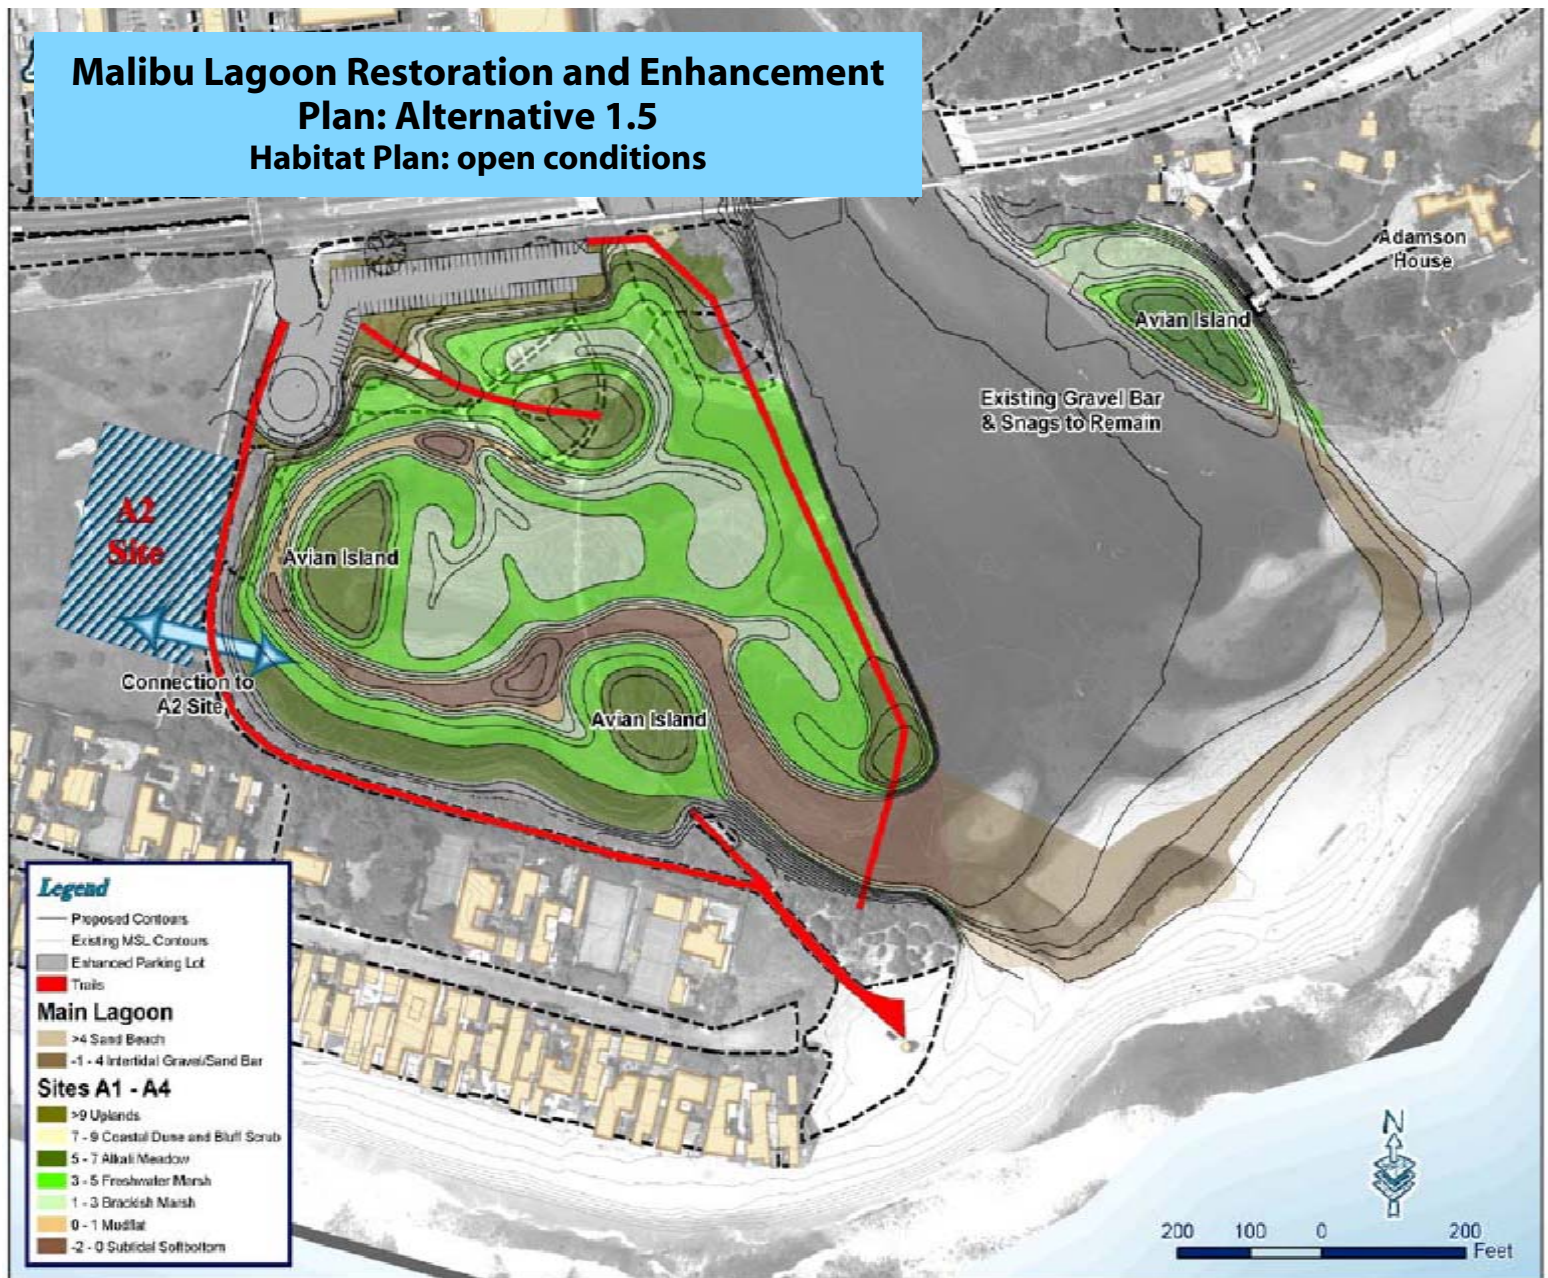 Malibu Lagoon Restoration and Enhancement
Plan: Alternative 1.5
Habitat Plan: open conditions
Adamson
House
Avian Island
Existing Gravel Bar
& Snags to Remain
A2
Site
Avian Island
Connection to
A2 Site
Avian Island
Legend
Proposed Contours
Existing MSL Contours
Enhanced Parking Lot
Trails
Main Lagoon
>4 Sand Beach
-1 - 4 Intertidal Gravel/Sand Bar
Sites A1 - A4
>9 Uplands
7 - 9 Coastal Dune and Bluff Scrub
5 - 7 Alkali Meadow
3 - 5 Freshwater Marsh
1 - 3 Brackish Marsh
0 - 1 Mudflat
-2 - 0 Subtidal Softbottom
N
200 100 0 200
Feet